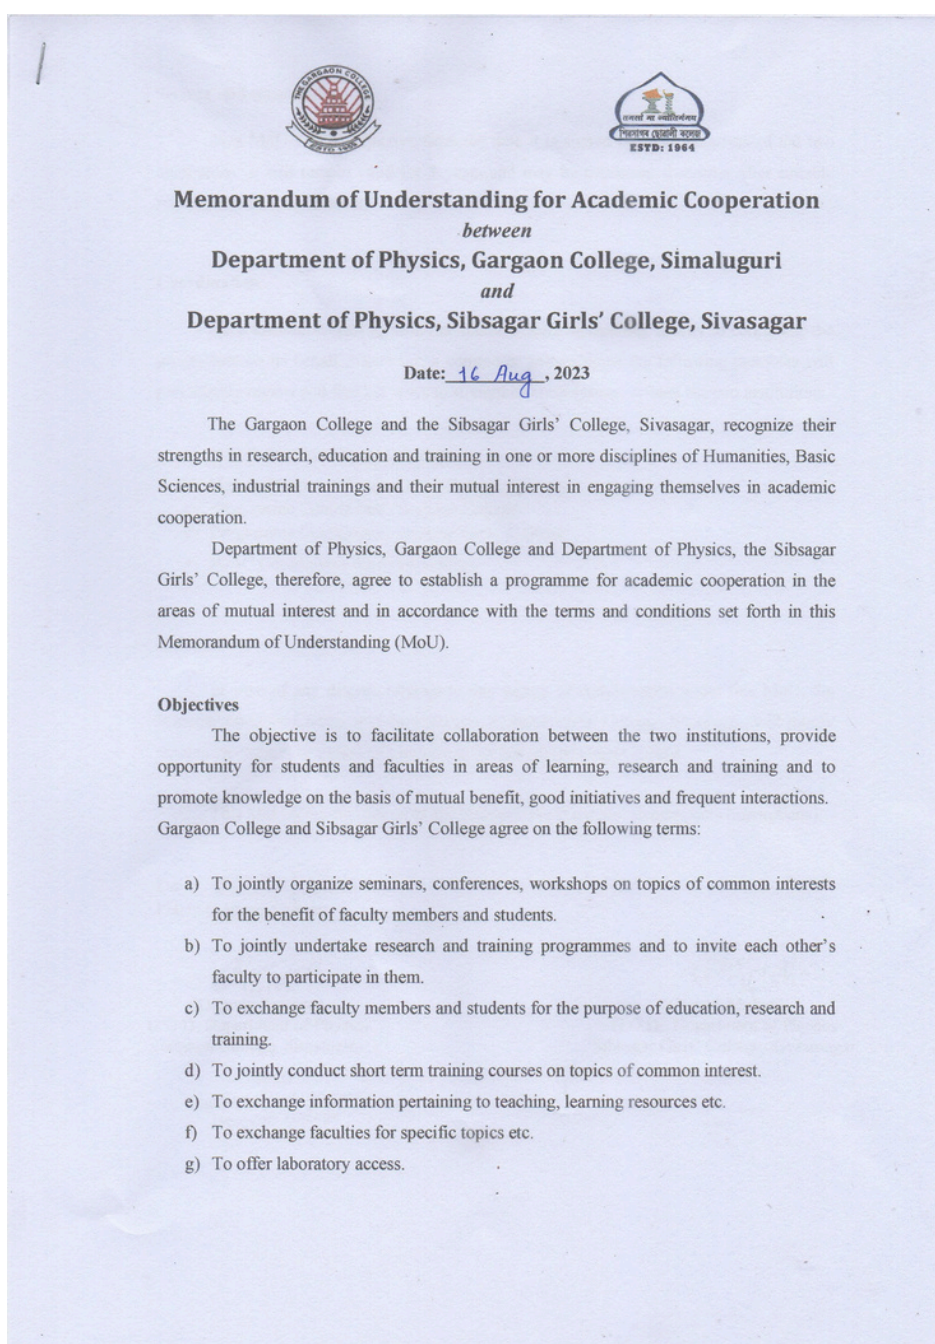 THE GARGAON COLLEGE
ESTD 1959
तमसो मा ज्योतिर्गमय
শিৱসাগৰ ছোৱালী কলেজ
ESTD: 1964
Memorandum of Understanding for Academic Cooperation
between
Department of Physics, Gargaon College, Simaluguri
and
Department of Physics, Sibsagar Girls’ College, Sivasagar
Date: 16 Aug, 2023
The Gargaon College and the Sibsagar Girls’ College, Sivasagar, recognize their
strengths in research, education and training in one or more disciplines of Humanities, Basic
Sciences, industrial trainings and their mutual interest in engaging themselves in academic
cooperation.
Department of Physics, Gargaon College and Department of Physics, the Sibsagar
Girls’ College, therefore, agree to establish a programme for academic cooperation in the
areas of mutual interest and in accordance with the terms and conditions set forth in this
Memorandum of Understanding (MoU).
Objectives
The objective is to facilitate collaboration between the two institutions, provide
opportunity for students and faculties in areas of learning, research and training and to
promote knowledge on the basis of mutual benefit, good initiatives and frequent interactions.
Gargaon College and Sibsagar Girls’ College agree on the following terms:
a) To jointly organize seminars, conferences, workshops on topics of common interests
for the benefit of faculty members and students.
b) To jointly undertake research and training programmes and to invite each other’s
faculty to participate in them.
c) To exchange faculty members and students for the purpose of education, research and
training.
d) To jointly conduct short term training courses on topics of common interest.
e) To exchange information pertaining to teaching, learning resources etc.
f) To exchange faculties for specific topics etc.
g) To offer laboratory access.